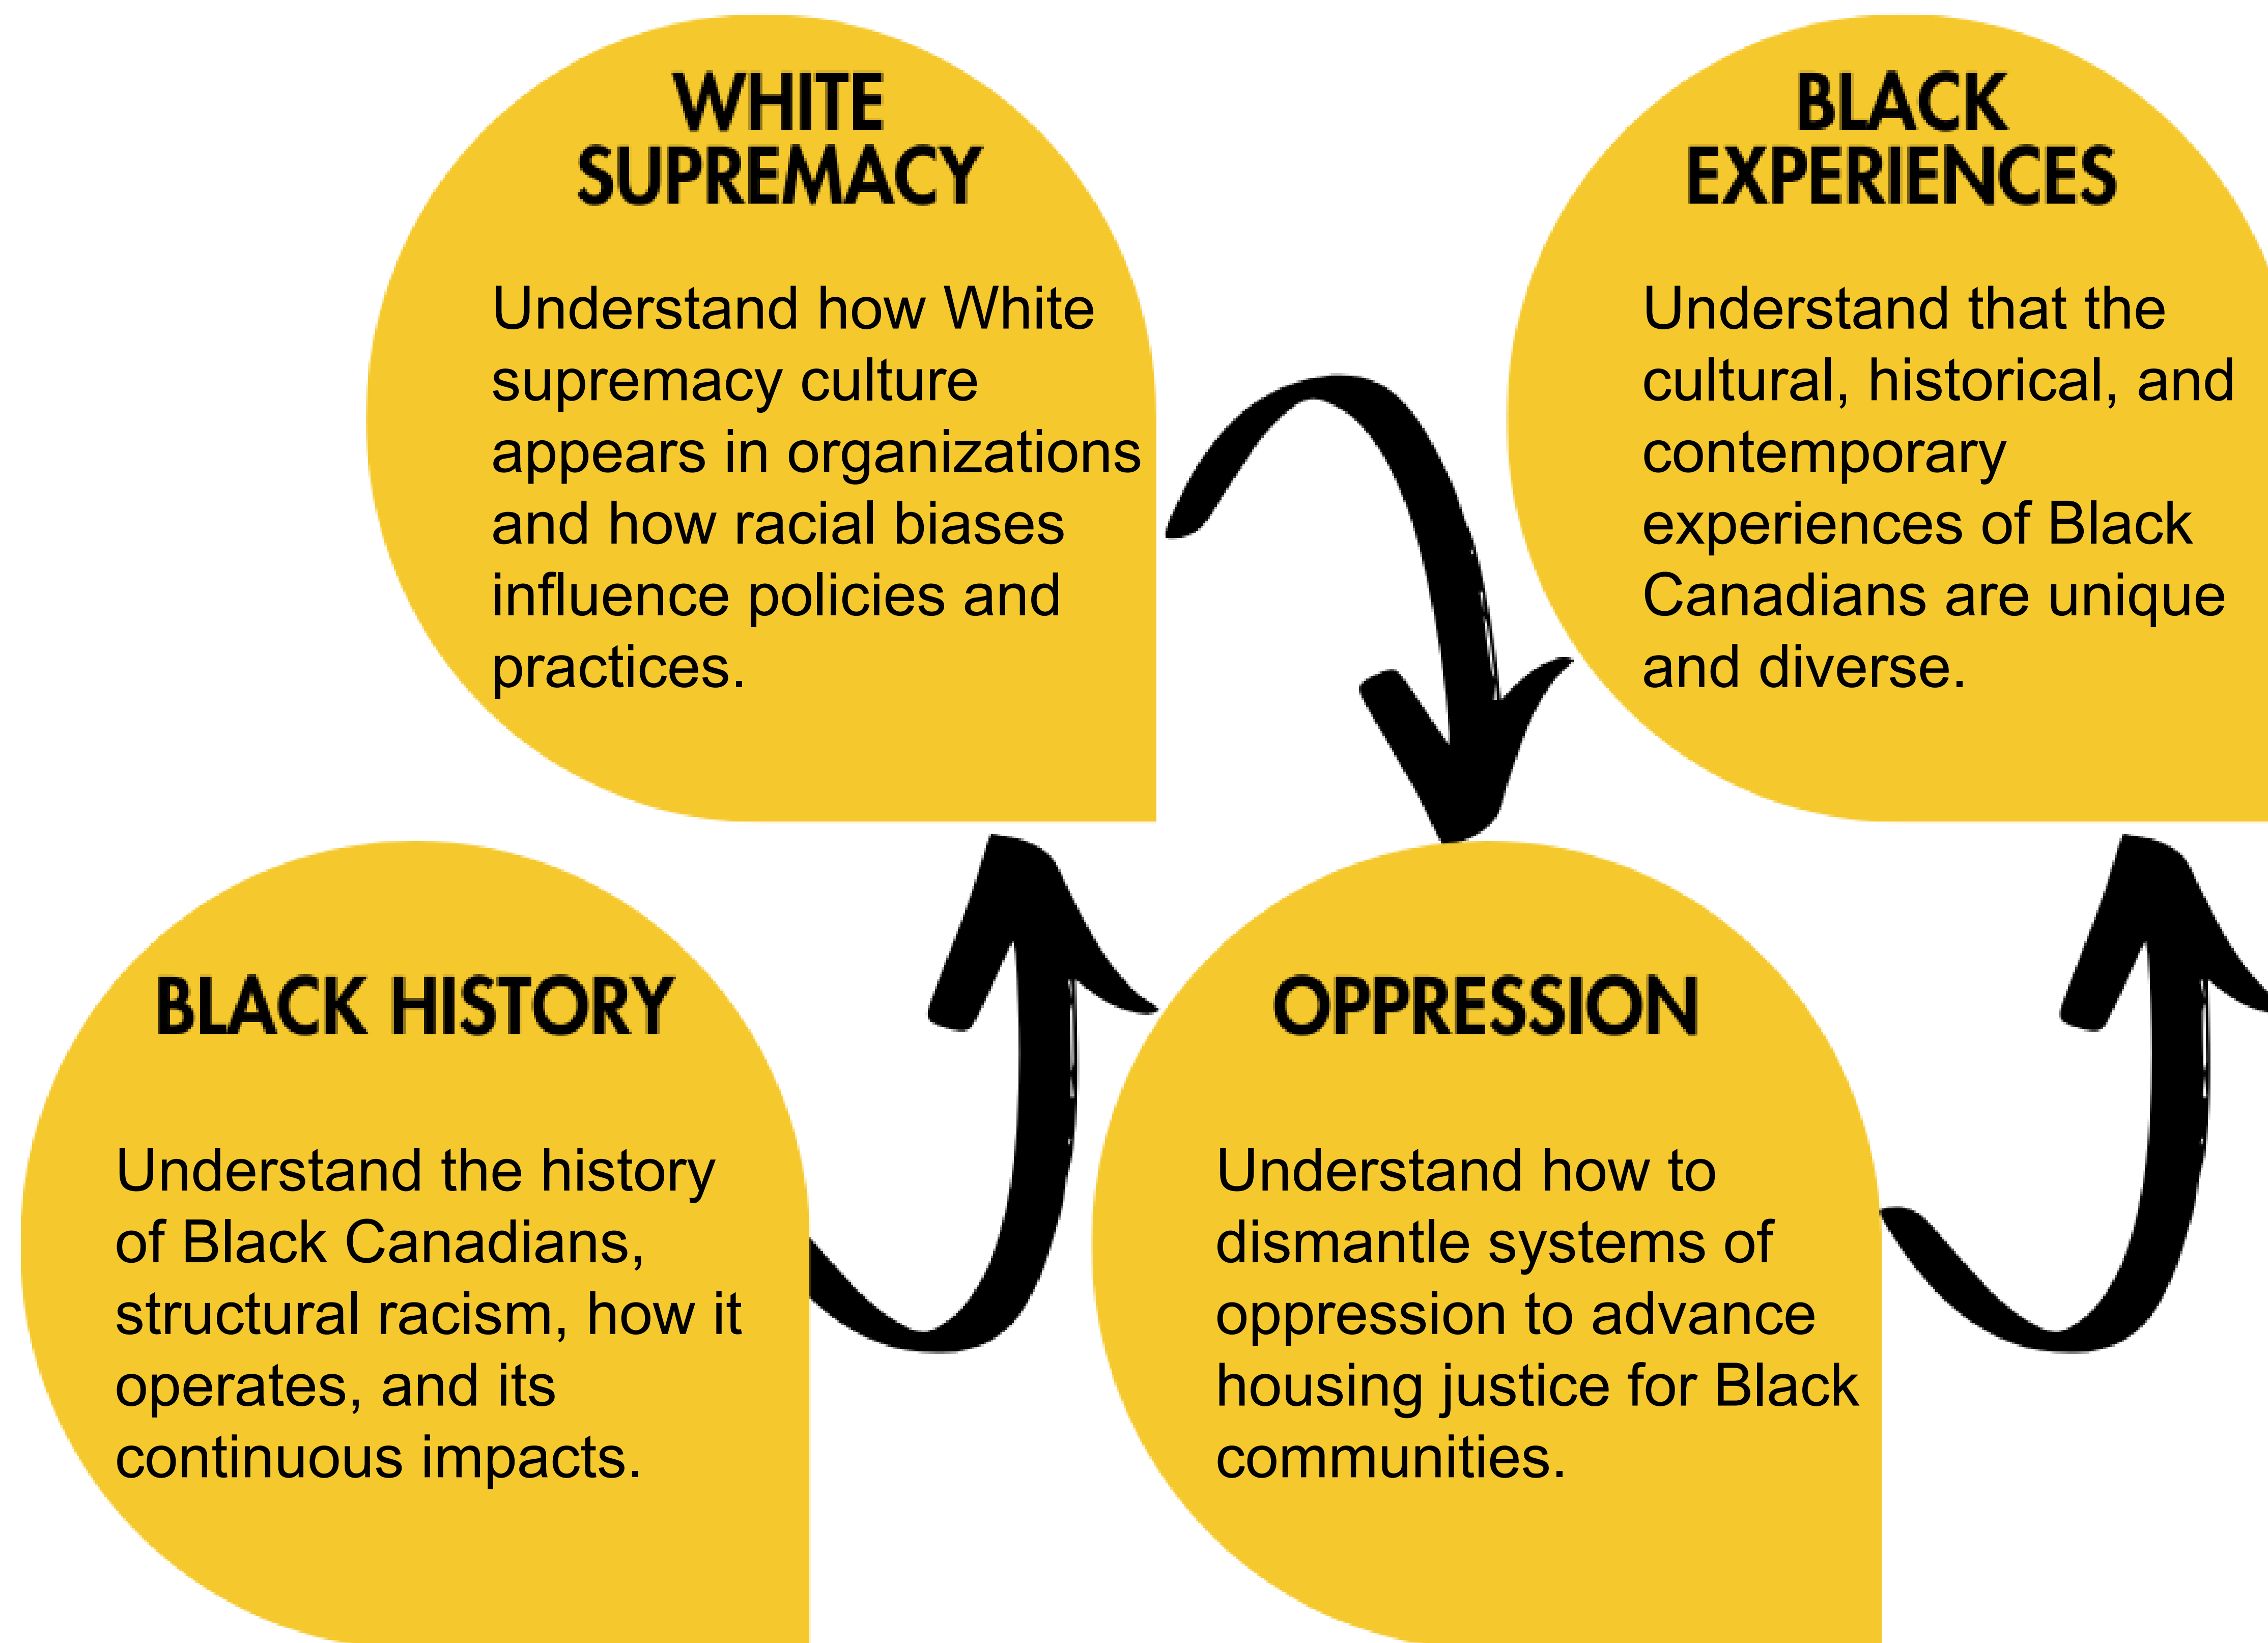 WHITE
SUPREMACY
Understand how White
supremacy culture
appears in organizations
and how racial biases
influence policies and
practices.
BLACK
EXPERIENCES
Understand that the
cultural, historical, and
contemporary
experiences of Black
Canadians are unique
and diverse.
BLACK HISTORY
Understand the history
of Black Canadians,
structural racism, how it
operates, and its
continuous impacts.
OPPRESSION
Understand how to
dismantle systems of
oppression to advance
housing justice for Black
communities.